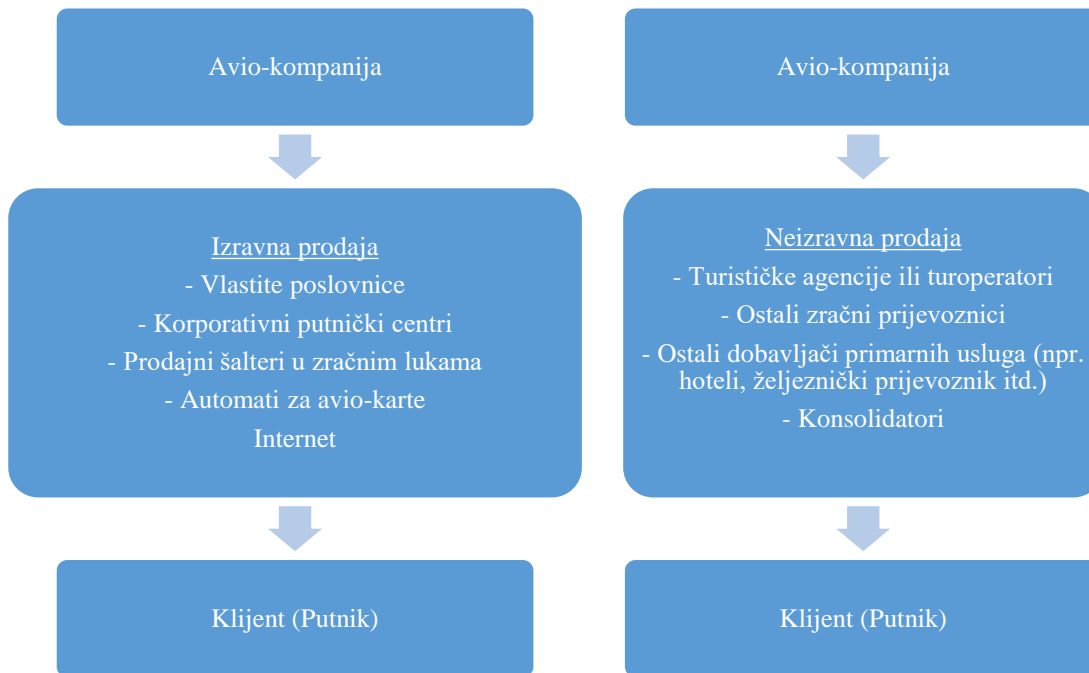 Avio-kompanija
Izravna prodaja
- Vlastite poslovnice
- Korporativni putnički centri
- Prodajni šalteri u zračnim lukama
- Automati za avio-karte
Internet
Klijent (Putnik)
Avio-kompanija
Neizravna prodaja
- Turističke agencije ili turoperatori
- Ostali zračni prijevoznici
- Ostali dobavljači primarnih usluga (npr.
hoteli, željeznički prijevoznik itd.)
- Konsolidatori
Klijent (Putnik)